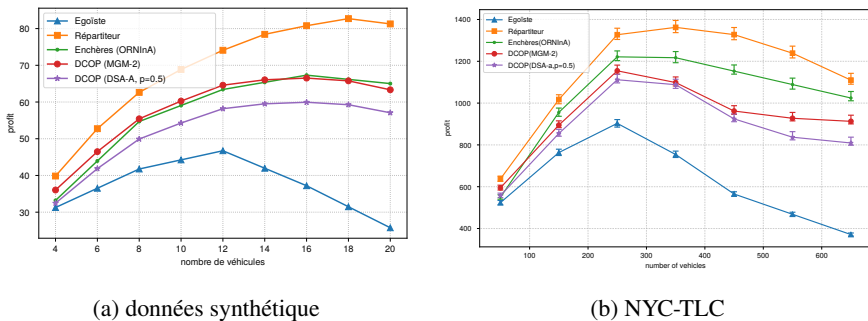 Egoïste
Répartiteur
Enchères (ORNInA)
DCOP (MGM-2)
DCOP (DSA-A, p=0.5)
profit
80
70
60
50
40
30
4
6
8
10
12
14
16
18
20
nombre de véhicules
(a) données synthétique
Egoïste
Répartiteur
Enchères(ORNInA)
DCOP(MGM-2)
DCOP(DSA-a,p=0.5)
profit
1400
1200
1000
800
600
400
100
200
300
400
500
600
number of vehicles
(b) NYC-TLC